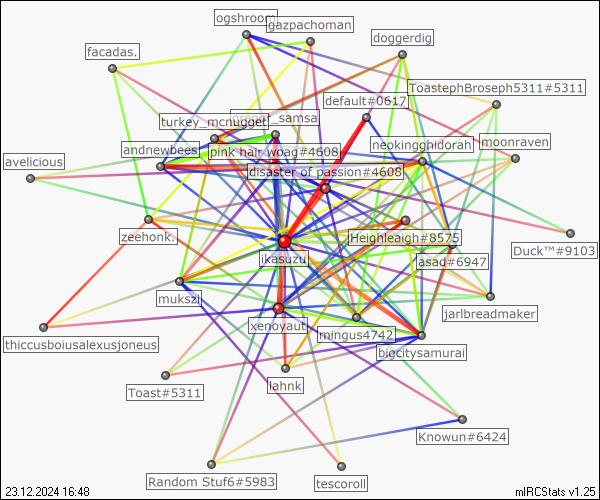 ogshroom
gazpachoman
facadas.
doggerdig
ToastephBroseph5311#5311
default#0617
turkey_mcnugget
_samsa
andnewbees
pink hair woag#4608
neokingghidorah
moonraven
avelicious
disaster of passion#4608
zeehonk.
Heighleaigh#8575
Duck™#9103
ikasuzu
asad#6947
mukszi
jarlbreadmaker
xenoyaut
mingus4742
thiccusboiusalexusjoneus
bigcitysamurai
lahnk
Toast#5311
Knowun#6424
Random Stuf6#5983
tescoroll
23.12.2024 16:48
mIRCStats v1.25